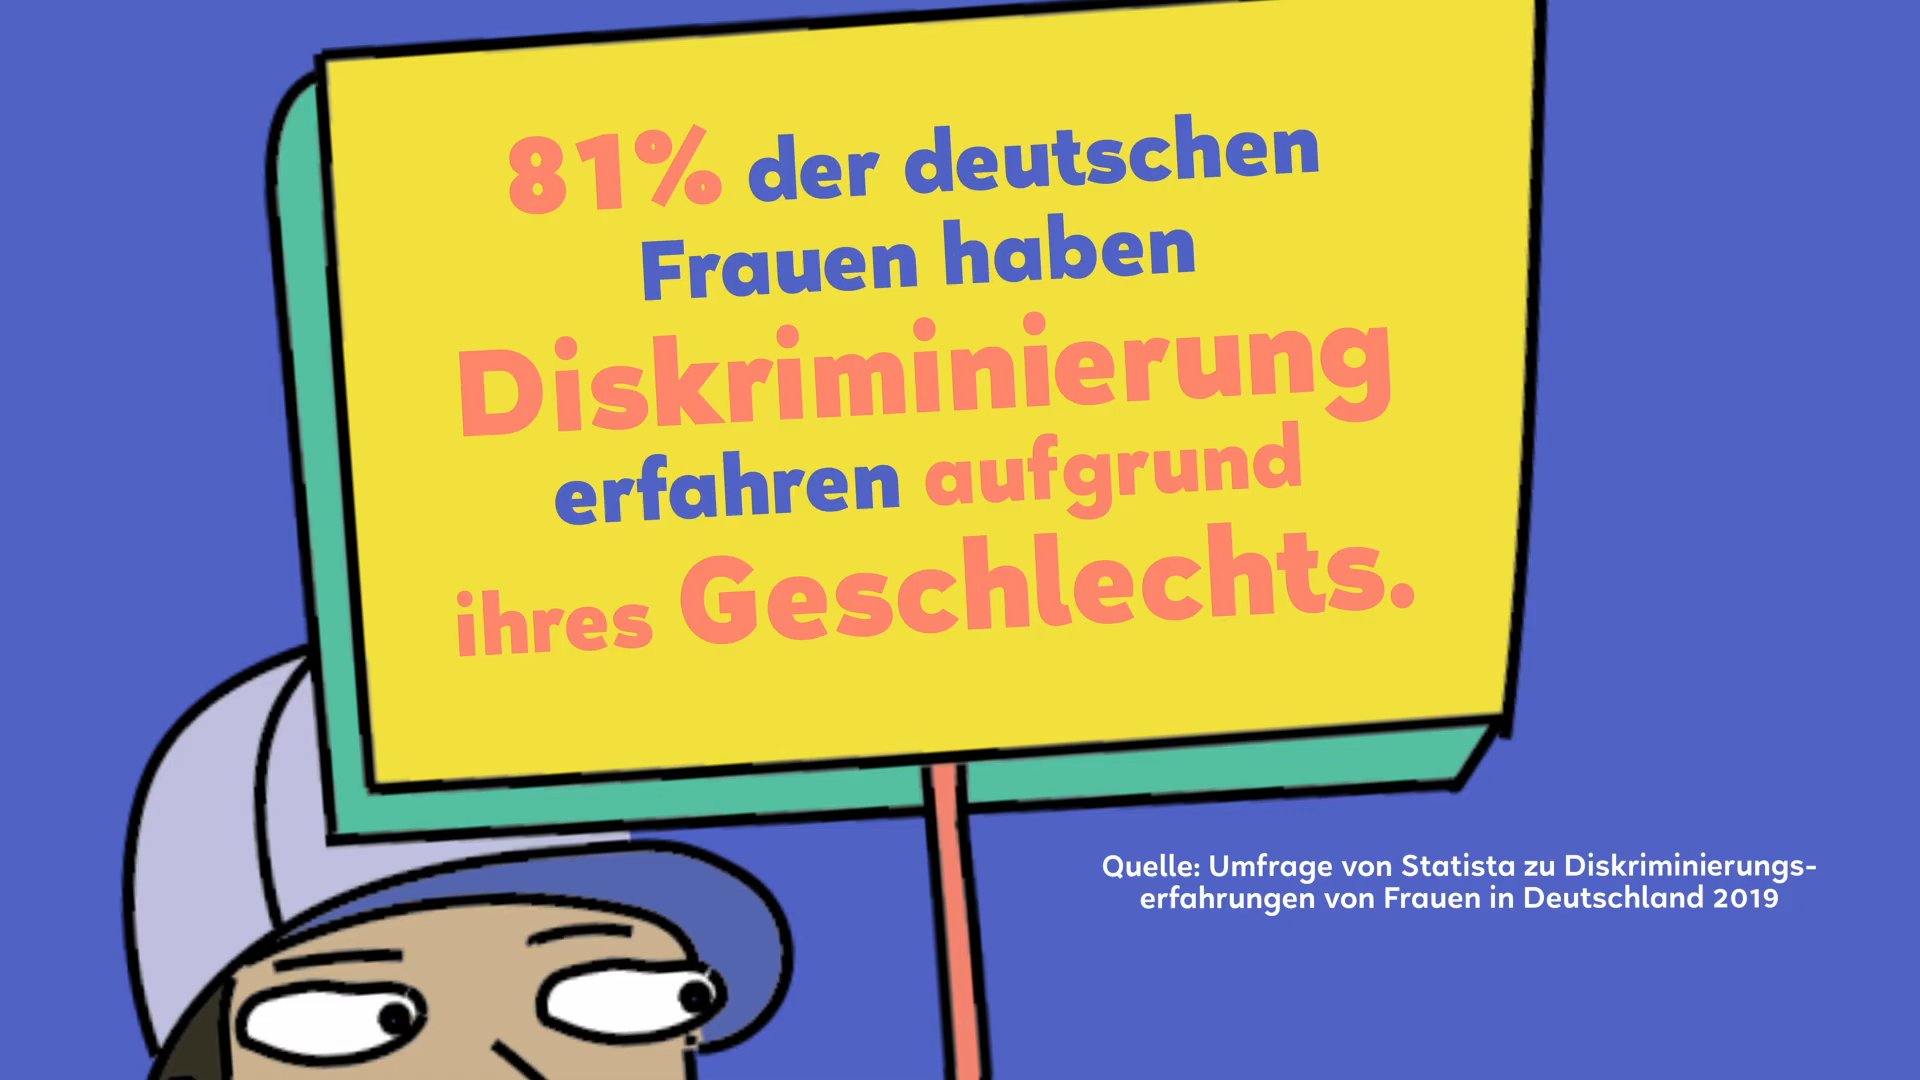 81% der deutschen
Frauen haben
Diskriminierung
erfahren aufgrund
ihres Geschlechts.
Quelle: Umfrage von Statista zu Diskriminierungs-
erfahrungen von Frauen in Deutschland 2019